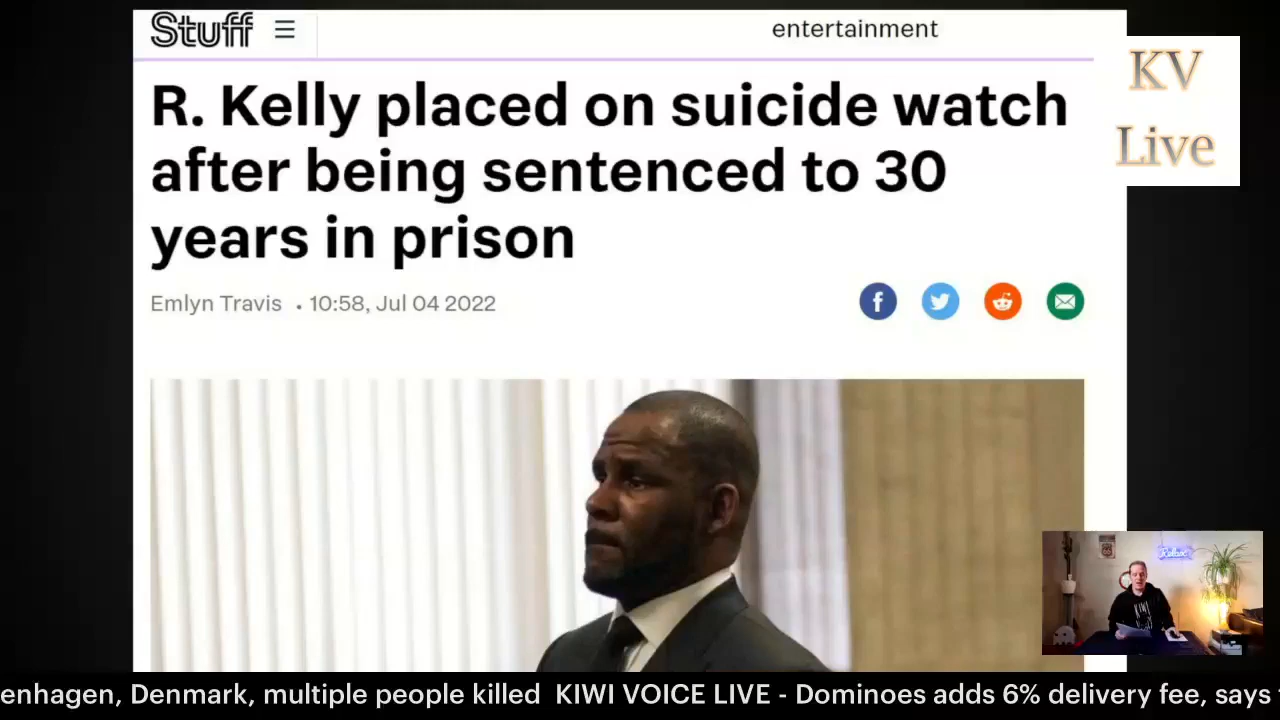 Stuff
entertainment
KV
Live
R. Kelly placed on suicide watch
after being sentenced to 30
years in prison
Emlyn Travis • 10:58, Jul 04 2022
enhagen, Denmark, multiple people killed KIWI VOICE LIVE - Dominoes adds 6% delivery fee, says